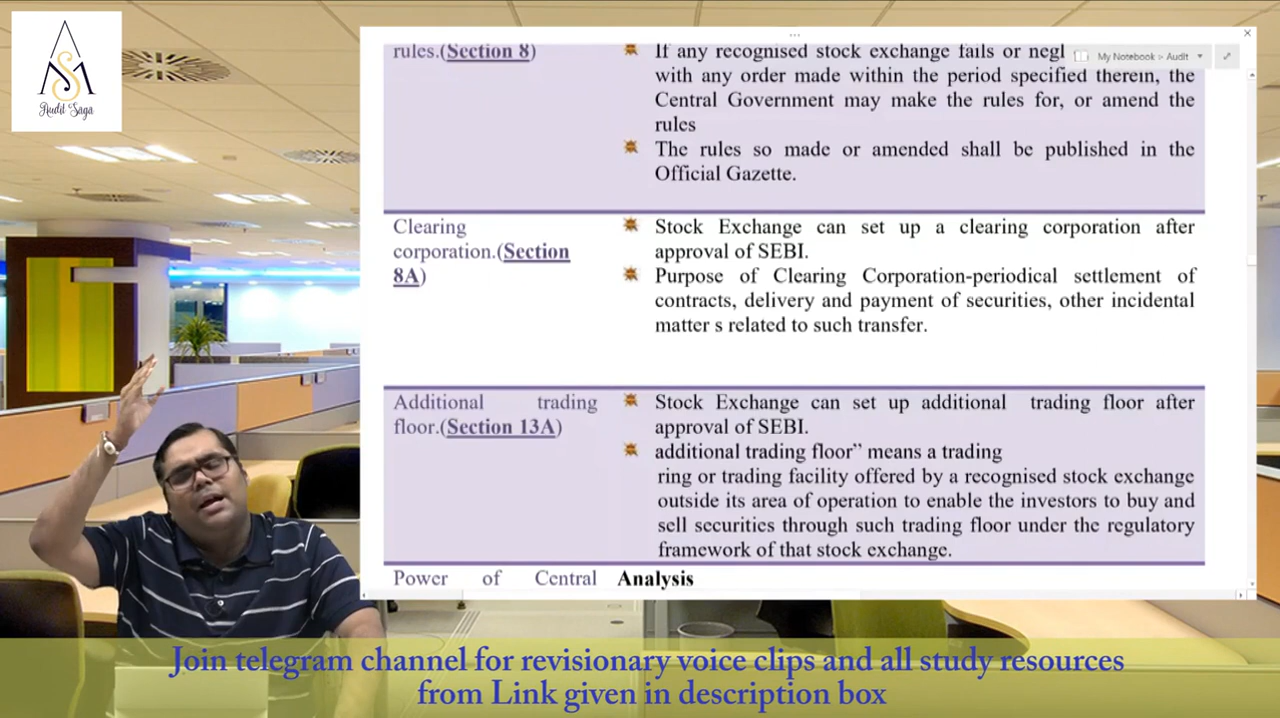 ASM
Audit Saga
...
My Notebook > Audit
rules.(Section 8)
If any recognised stock exchange fails or negl
with any order made within the period specified therein, the
Central Government may make the rules for, or amend the
rules
The rules so made or amended shall be published in the
Official Gazette.
Clearing
corporation.(Section
8A)
Stock Exchange can set up a clearing corporation after
approval of SEBI.
Purpose of Clearing Corporation-periodical settlement of
contracts, delivery and payment of securities, other incidental
matter s related to such transfer.
Additional trading
floor.(Section 13A)
Stock Exchange can set up additional trading floor after
approval of SEBI.
additional trading floor” means a trading
ring or trading facility offered by a recognised stock exchange
outside its area of operation to enable the investors to buy and
sell securities through such trading floor under the regulatory
framework of that stock exchange.
Power of Central
Analysis
Join telegram channel for revisionary voice clips and all study resources
from Link given in description box